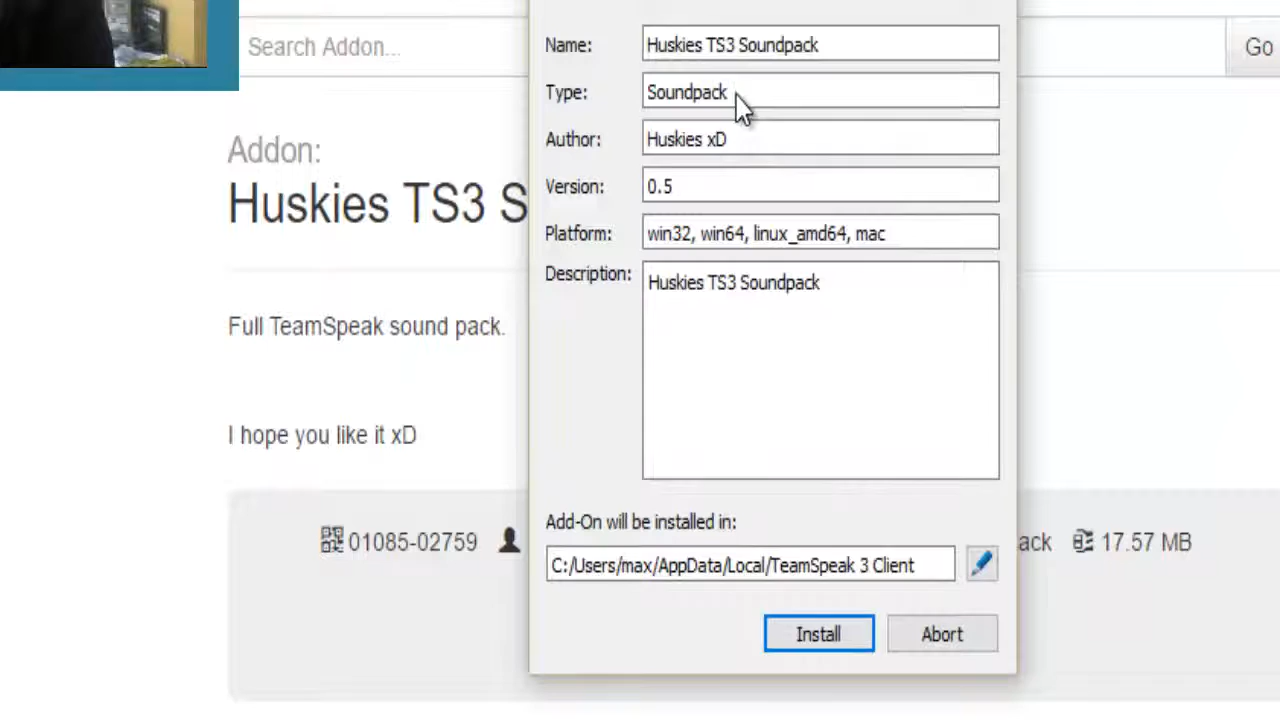 Search Addon...
Go
Addon:
Huskies TS3 S
Full TeamSpeak sound pack.
I hope you like it xD
01085-02759
ack
17.57 MB
Name: Huskies TS3 Soundpack
Type: Soundpack
Author: Huskies xD
Version: 0.5
Platform: win32, win64, linux_amd64, mac
Description: Huskies TS3 Soundpack
Add-On will be installed in:
C:/Users/max/AppData/Local/TeamSpeak 3 Client
Install Abort